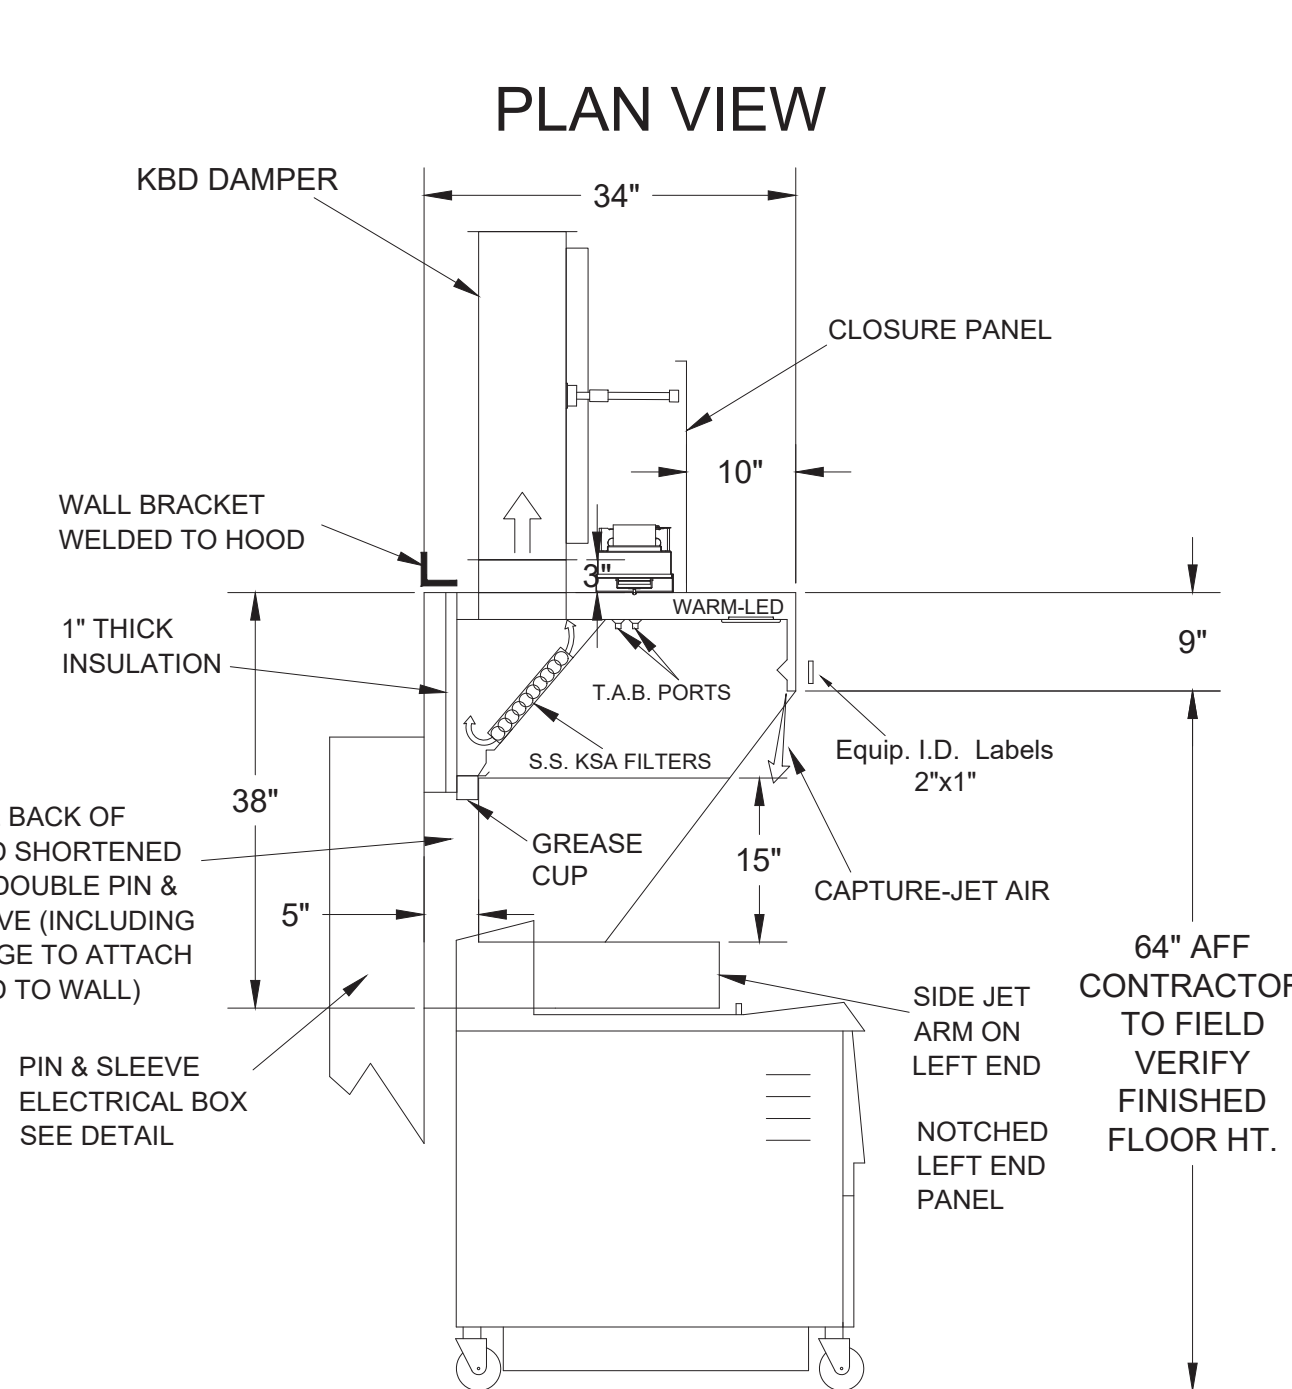 PLAN VIEW
KBD DAMPER
34"
CLOSURE PANEL
10"
WALL BRACKET
WELDED TO HOOD
3"
WARM-LED
1" THICK
INSULATION
9"
T.A.B. PORTS
S.S. KSA FILTERS
Equip. I.D. Labels
2"x1"
38"
BACK OF
SHORTENED
DOUBLE PIN &
(INCLUDING
TO ATTACH
TO WALL)
GREASE
CUP
15"
CAPTURE-JET AIR
5"
64" AFF
CONTRACTOR
TO FIELD
VERIFY
FINISHED
FLOOR HT.
SIDE JET
ARM ON
LEFT END
PIN & SLEEVE
ELECTRICAL BOX
SEE DETAIL
NOTCHED
LEFT END
PANEL